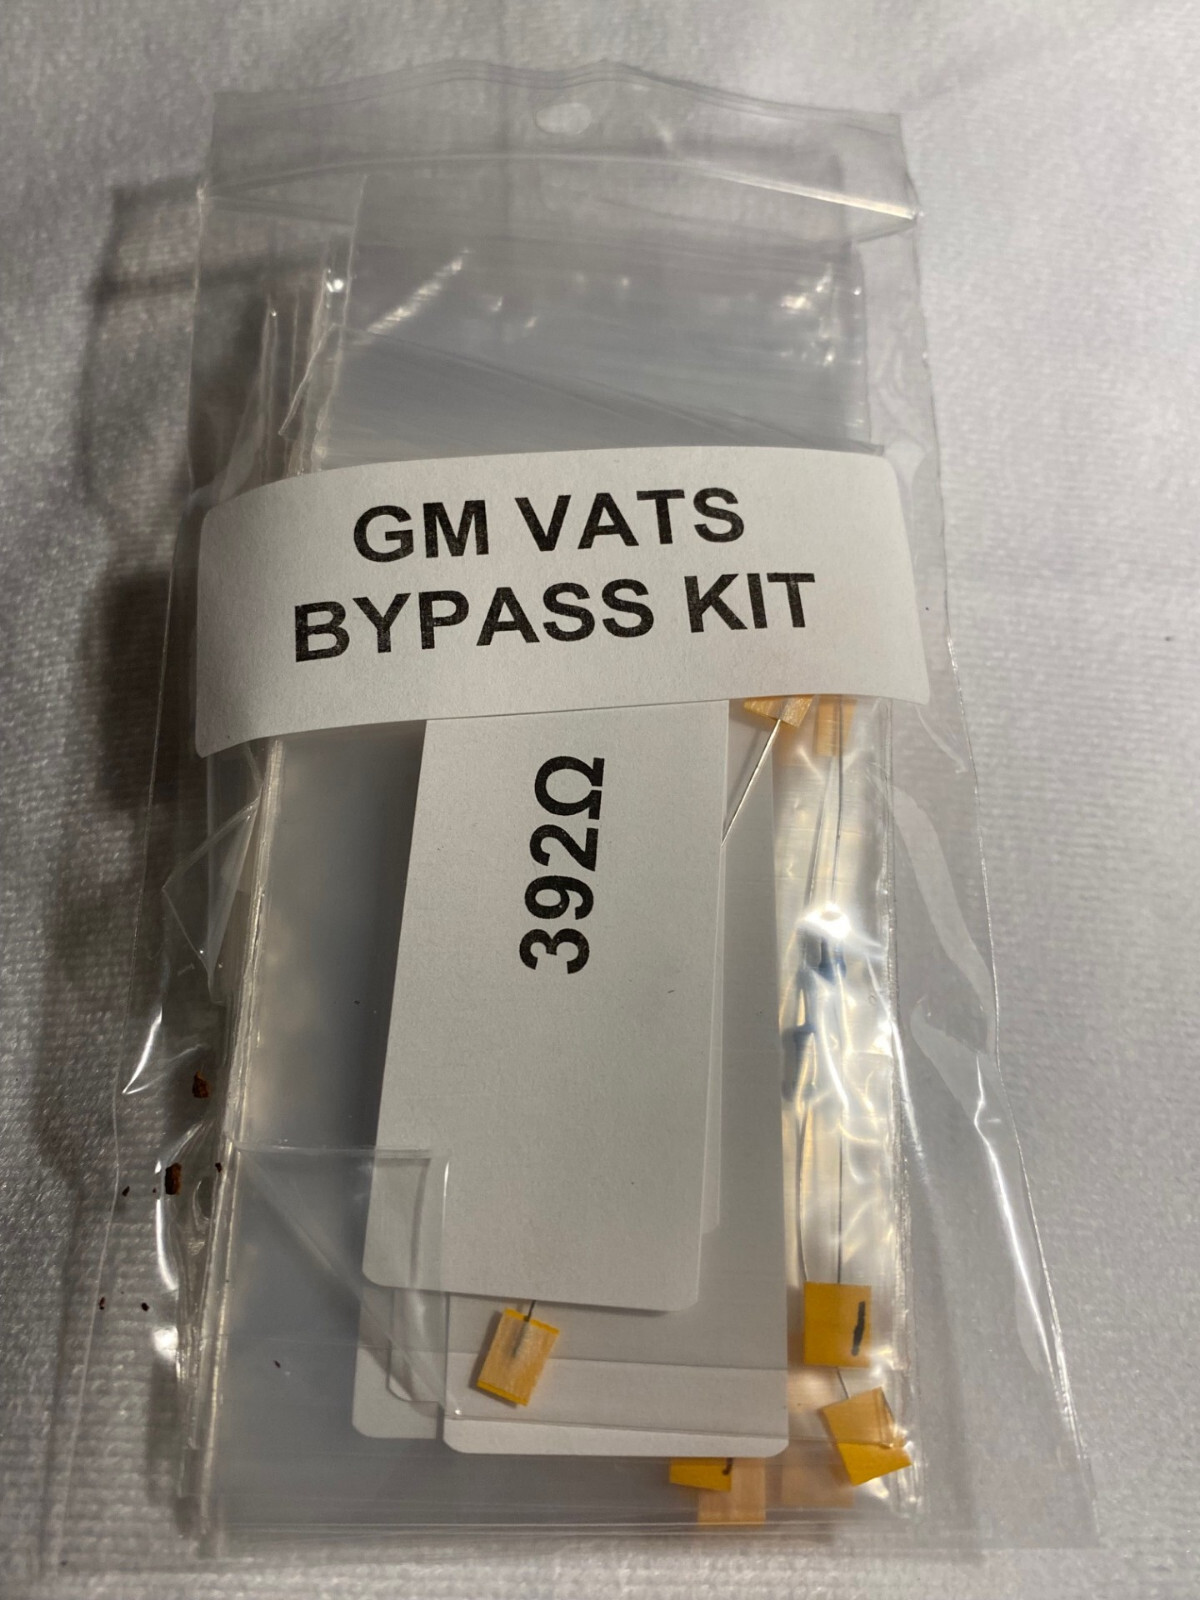 GM VATS
BYPASS KIT
392Ω